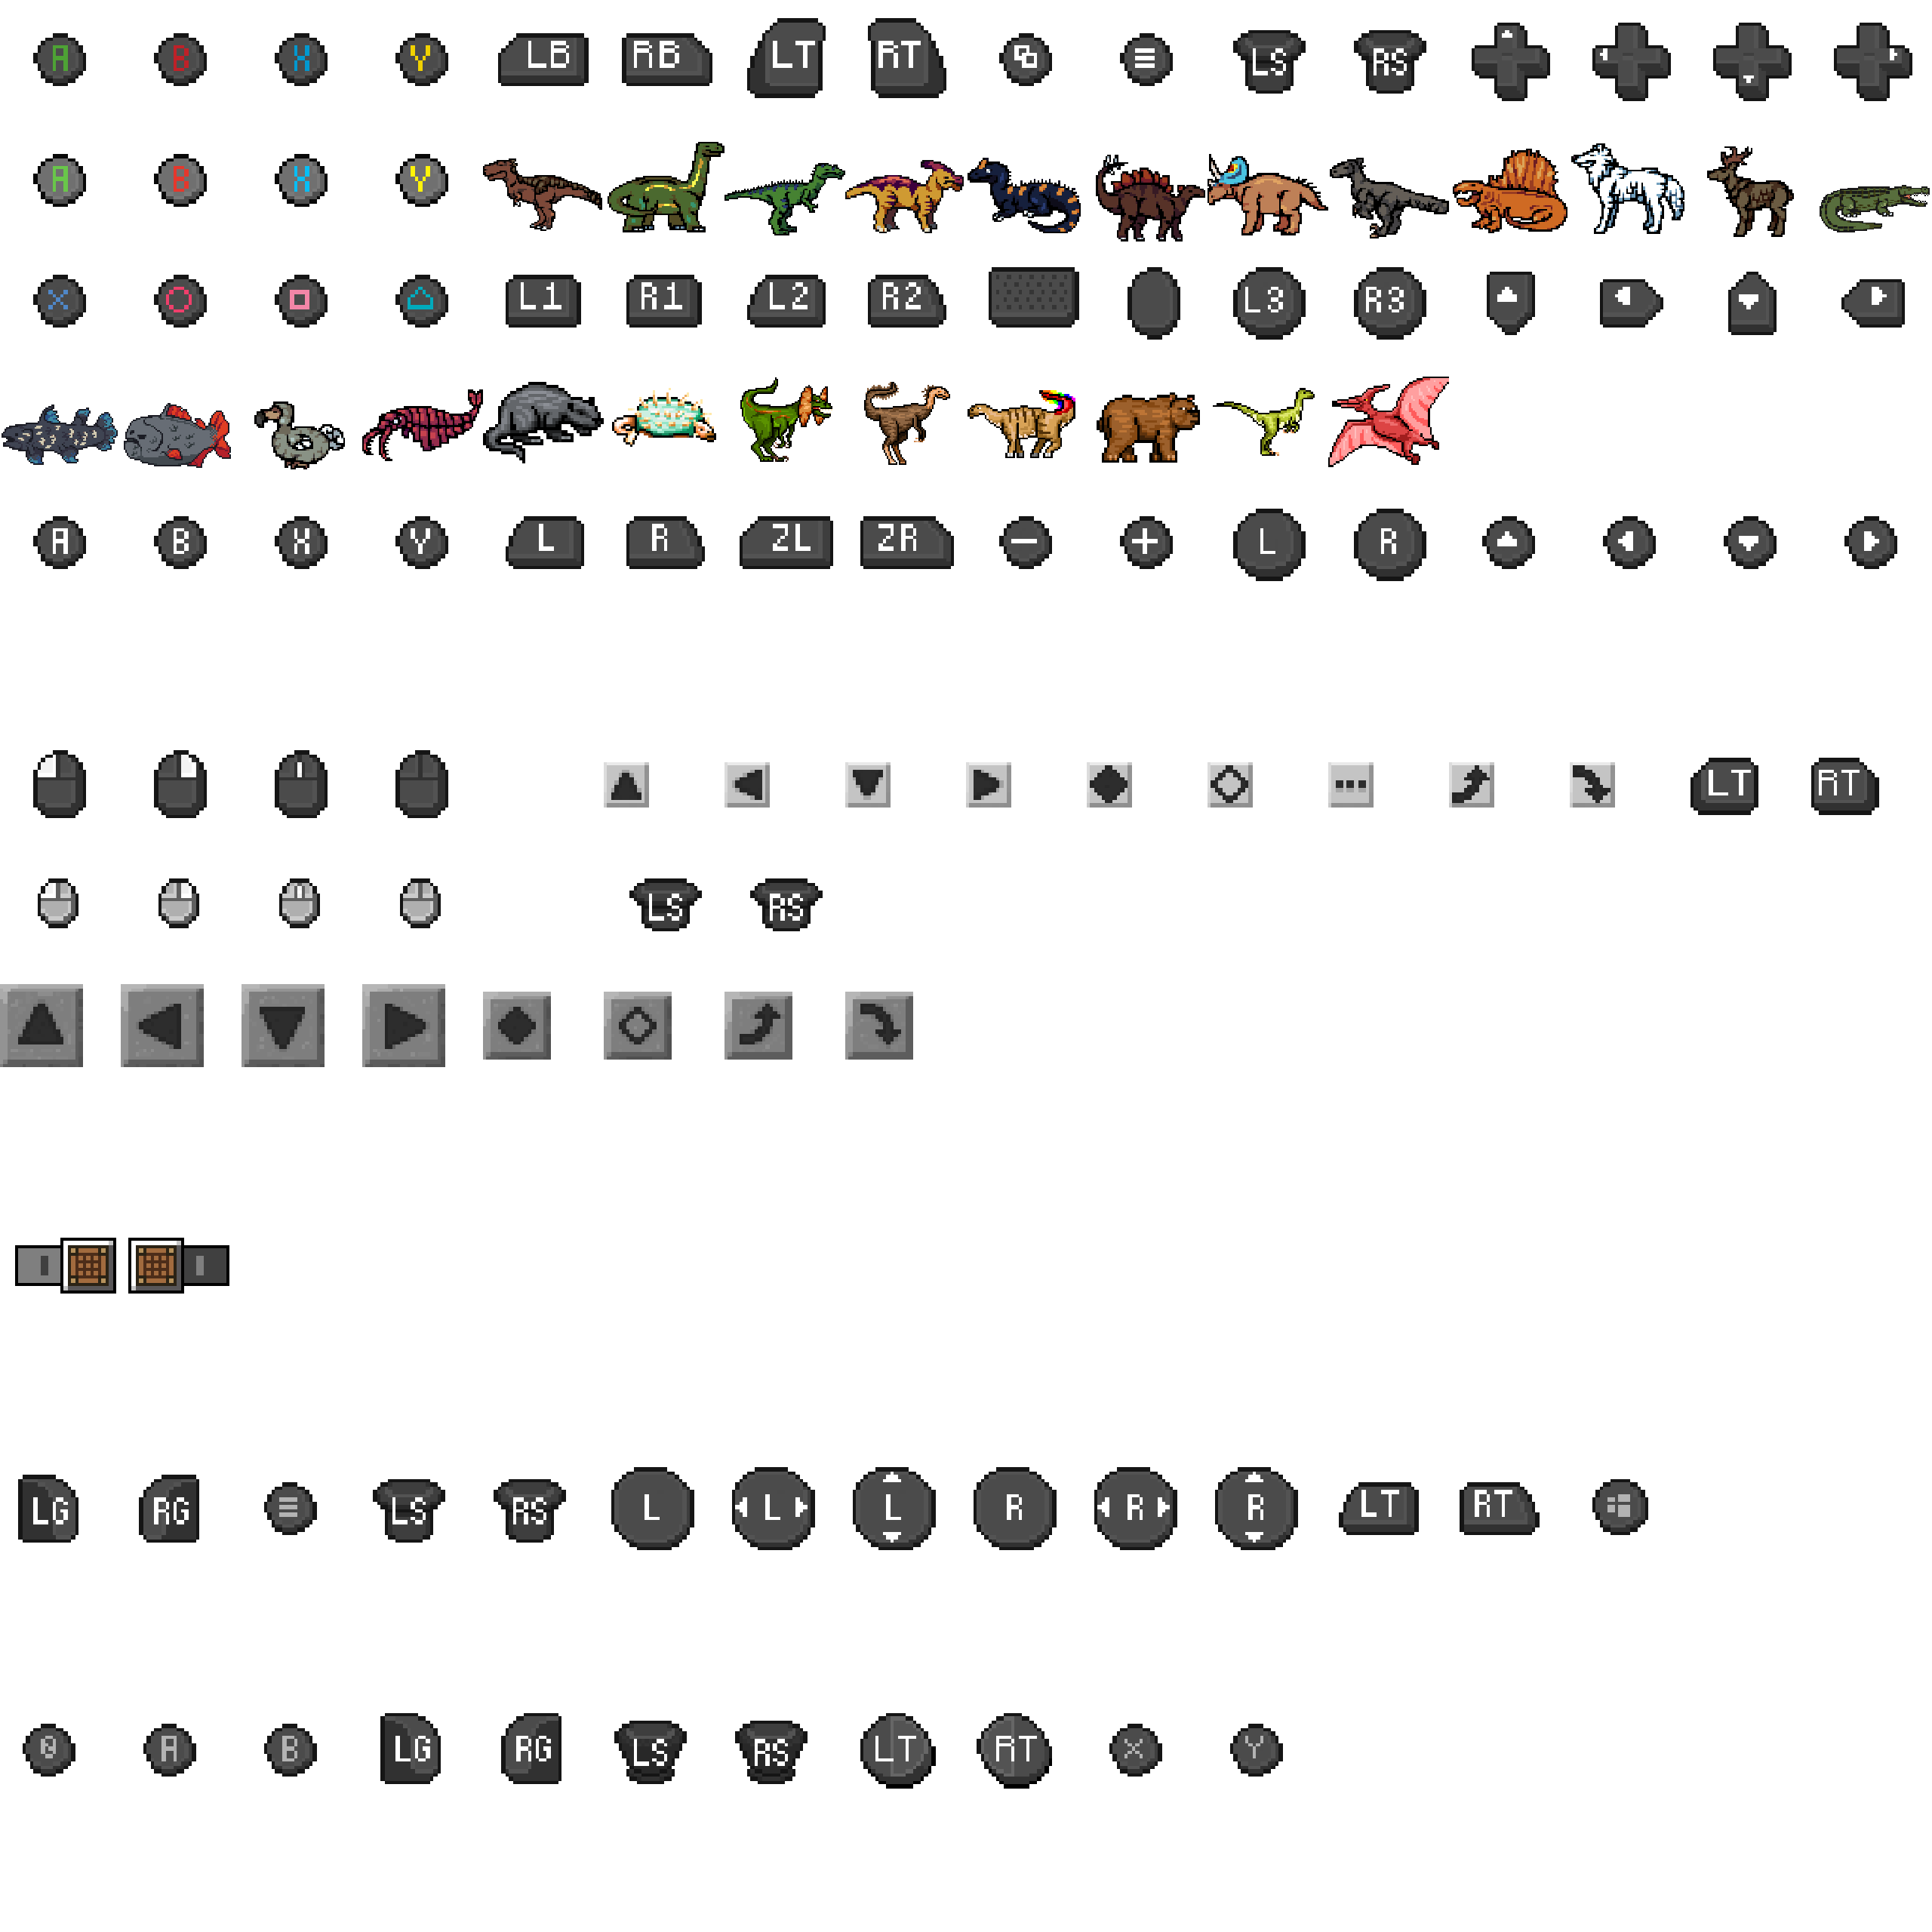 A B X Y LB RB LT RT LS RS
A B X Y
L1 R1 L2 R2 L3 R3
A B X Y L R ZL ZR L R
LT RT
LS RS
LG RG LS RS L L L R R R LT RT
A B LG RG LS RS LT RT X Y